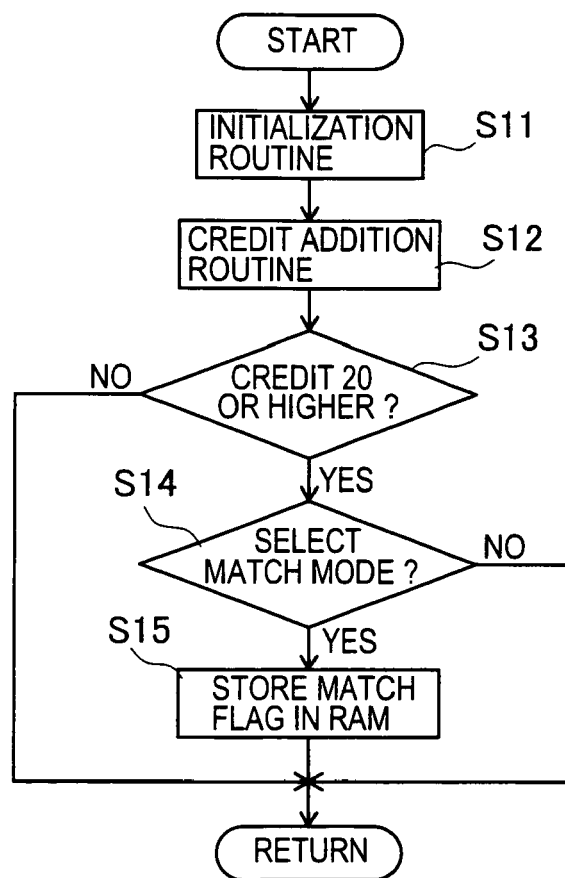 START
INITIALIZATION
ROUTINE
S11
CREDIT ADDITION
ROUTINE
S12
S13
NO
CREDIT 20
OR HIGHER ?
YES
S14
SELECT
MATCH MODE ?
NO
YES
S15
STORE MATCH
FLAG IN RAM
RETURN